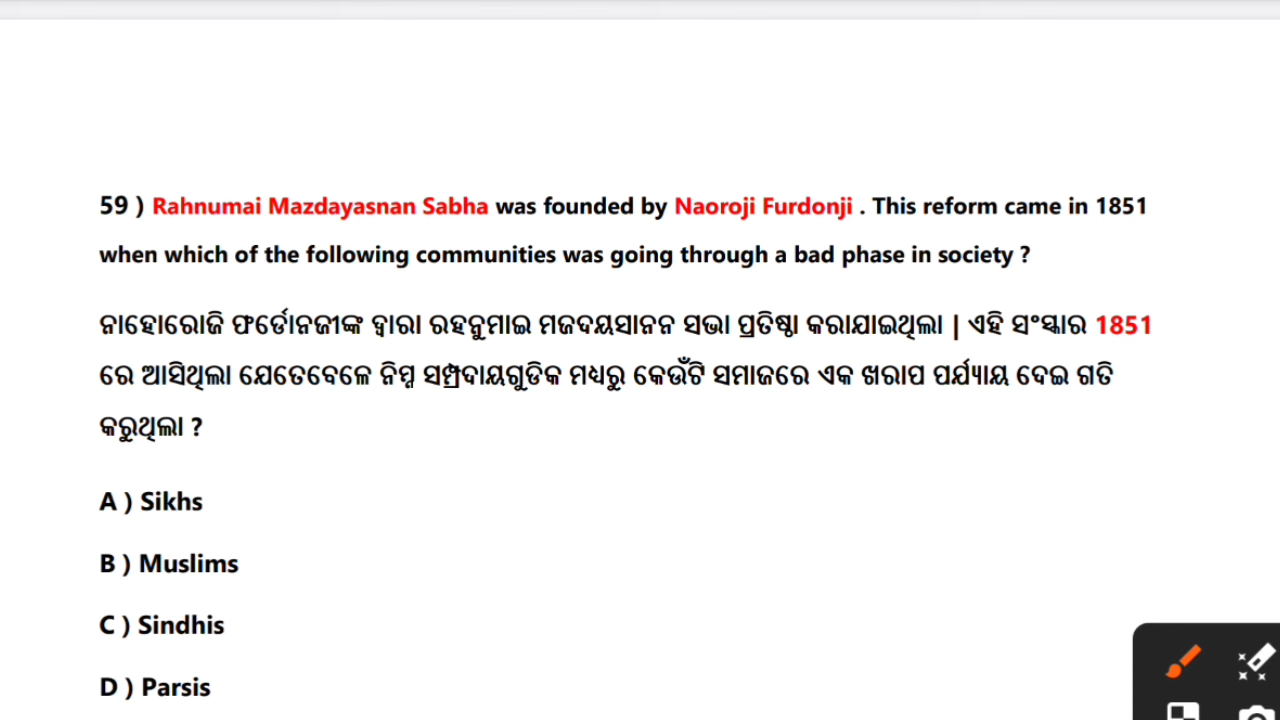 59 ) Rahnumai Mazdayasnan Sabha was founded by Naoroji Furdonji . This reform came in 1851
when which of the following communities was going through a bad phase in society ?
ନାହୋରୋଜି ଫର୍ଡୋନଜୀଙ୍କ ଦ୍ୱାରା ରହନୁମାଇ ମଜଦୟସାନନ ସଭା ପ୍ରତିଷ୍ଠା କରାଯାଇଥିଲା | ଏହି ସଂସ୍କାର 1851
ରେ ଆସିଥିଲା ଯେତେବେଳେ ନିମ୍ନ ସମ୍ପ୍ରଦାୟଗୁଡିକ ମଧ୍ୟରୁ କେଉଁଟି ସମାଜରେ ଏକ ଖରାପ ପର୍ଯ୍ୟାୟ ଦେଇ ଗତି
କରୁଥିଲା ?
A ) Sikhs
B ) Muslims
C ) Sindhis
D ) Parsis